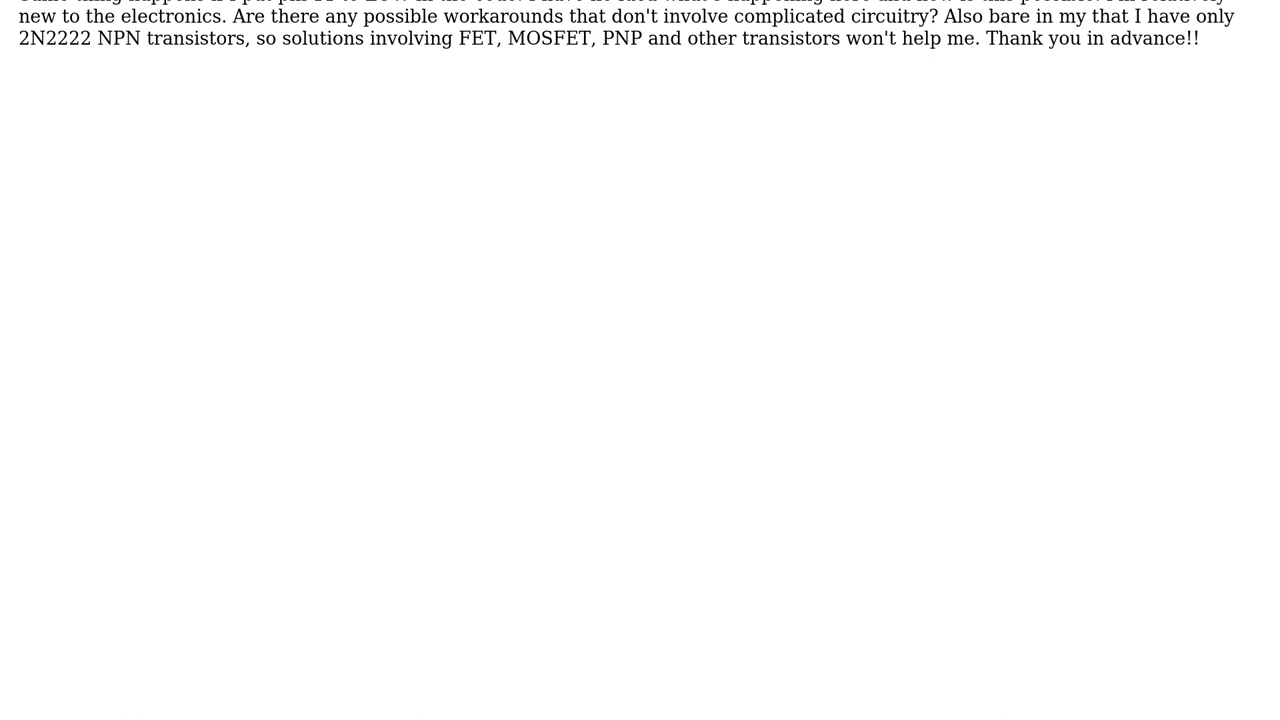 new to the electronics. Are there any possible workarounds that don't involve complicated circuitry? Also bare in my that I have only
2N2222 NPN transistors, so solutions involving FET, MOSFET, PNP and other transistors won't help me. Thank you in advance!!